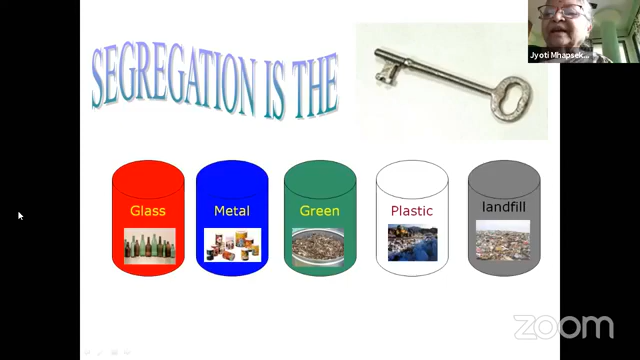 SEGREGATION IS THE
Jyoti Mhapsek...
Glass
Metal
Green
Plastic
landfill
zoom